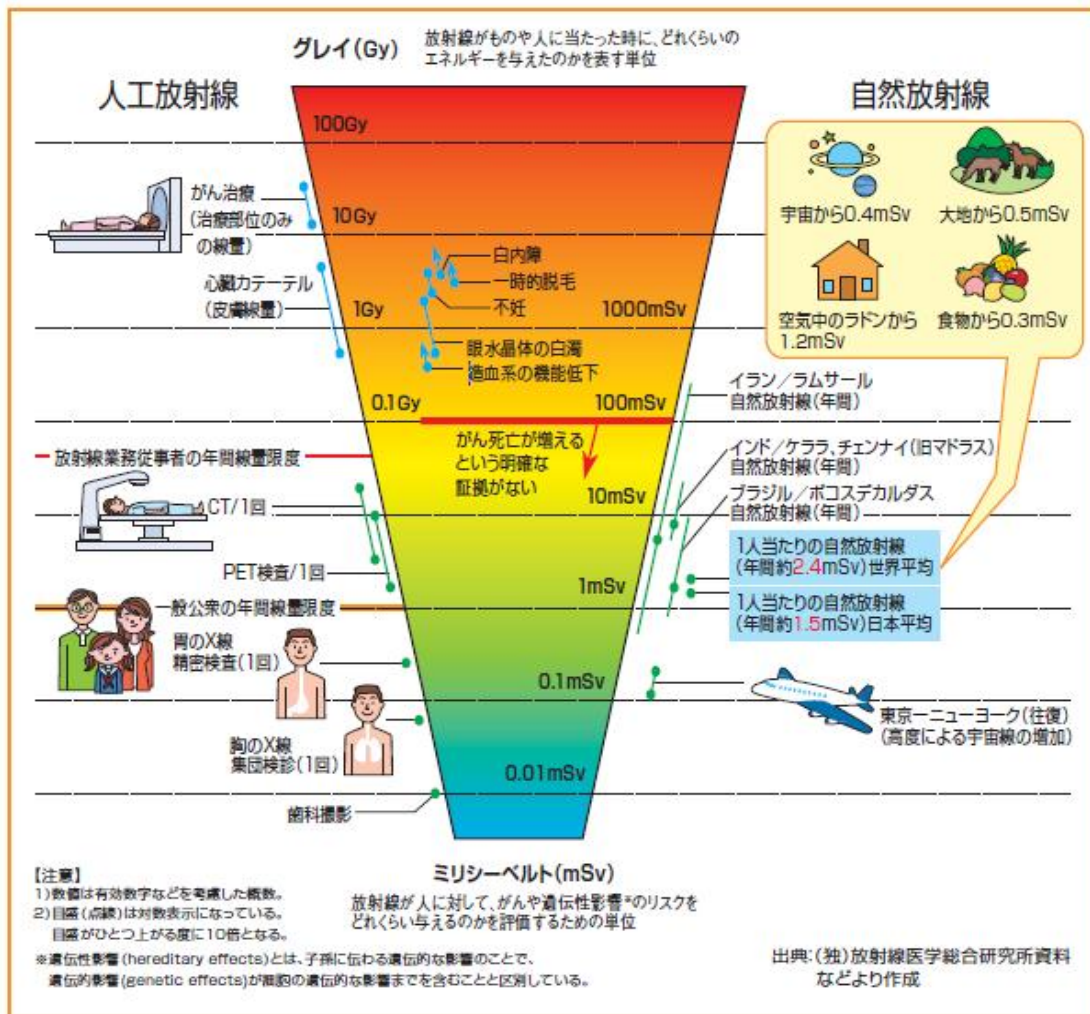 グレイ(Gy)
放射線がものや人に当たった時に、どれくらいの
エネルギーを与えたのかを表す単位
人工放射線
自然放射線
100Gy
がん治療
(治療部位のみ
の線量)
10Gy
心臓カテーテル
(皮膚線量)
1Gy
白内障
一時的脱毛
不妊
1000mSv
眼水晶体の白濁
造血系の機能低下
0.1Gy
100mSv
がん死亡が増える
という明確な
証拠がない
10mSv
宇宙から0.4mSv
大地から0.5mSv
空気中のラドンから
1.2mSv
食物から0.3mSv
イラン/ラムサール
自然放射線(年間)
インド/ケララ、チェンナイ(旧マドラス)
自然放射線(年間)
ブラジル/ポコスデカルダス
自然放射線(年間)
放射線業務従事者の年間線量限度
CT/1回
PET検査/1回
1mSv
1人当たりの自然放射線
(年間約2.4mSv)世界平均
1人当たりの自然放射線
(年間約1.5mSv)日本平均
一般公衆の年間線量限度
胃のX線
精密検査(1回)
0.1mSv
東京ーニューヨーク(往復)
(高度による宇宙線の増加)
胸のX線
集団検診(1回)
0.01mSv
歯科撮影
ミリシーベルト(mSv)
放射線が人に対して、がんや遺伝性影響*のリスクを
どれくらい与えるのかを評価するための単位
【注意】
1)数値は有効数字などを考慮した概数。
2)目盛(点線)は対数表示になっている。
目盛がひとつ上がる度に10倍となる。
※遺伝性影響(hereditary effects)とは、子孫に伝わる遺伝的な影響のことで、
遺伝的影響(genetic effects)が細胞の遺伝的な影響までを含むことと区別している。
出典:(独)放射線医学総合研究所資料
などより作成